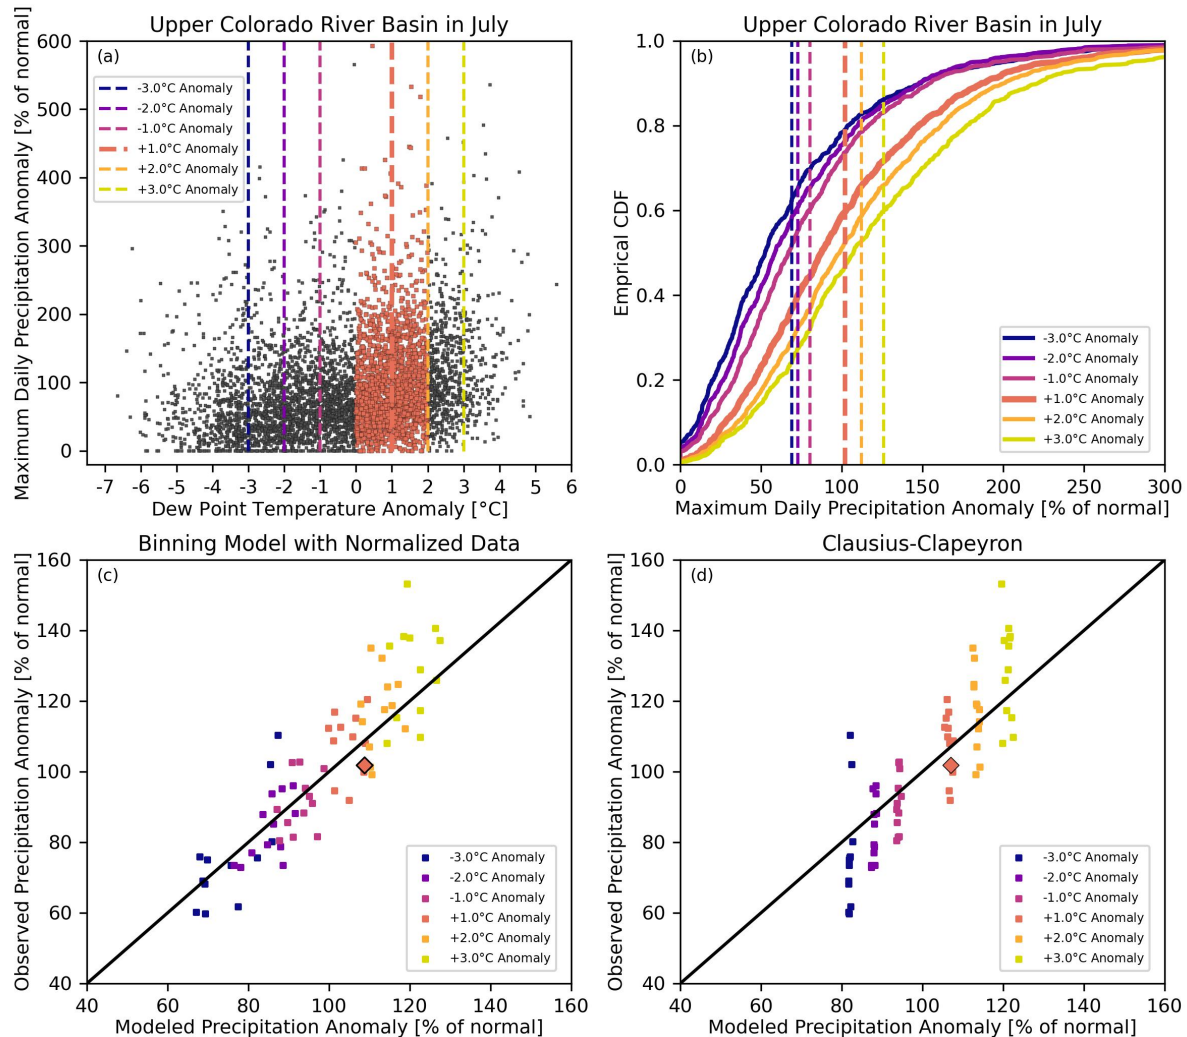 Upper Colorado River Basin in July
(a)
Maximum Daily Precipitation Anomaly [% of normal]
600
500
400
300
200
100
0
-3.0°C Anomaly
-2.0°C Anomaly
-1.0°C Anomaly
+1.0°C Anomaly
+2.0°C Anomaly
+3.0°C Anomaly
-7 -6 -5 -4 -3 -2 -1 0 1 2 3 4 5 6
Dew Point Temperature Anomaly [°C]
Upper Colorado River Basin in July
(b)
Emprical CDF
1.0
0.8
0.6
0.4
0.2
0.0
-3.0°C Anomaly
-2.0°C Anomaly
-1.0°C Anomaly
+1.0°C Anomaly
+2.0°C Anomaly
+3.0°C Anomaly
0 50 100 150 200 250 300
Maximum Daily Precipitation Anomaly [% of normal]
Binning Model with Normalized Data
(c)
Observed Precipitation Anomaly [% of normal]
160
140
120
100
80
60
40
-3.0°C Anomaly
-2.0°C Anomaly
-1.0°C Anomaly
+1.0°C Anomaly
+2.0°C Anomaly
+3.0°C Anomaly
40 60 80 100 120 140 160
Modeled Precipitation Anomaly [% of normal]
Clausius-Clapeyron
(d)
Observed Precipitation Anomaly [% of normal]
160
140
120
100
80
60
40
-3.0°C Anomaly
-2.0°C Anomaly
-1.0°C Anomaly
+1.0°C Anomaly
+2.0°C Anomaly
+3.0°C Anomaly
40 60 80 100 120 140 160
Modeled Precipitation Anomaly [% of normal]